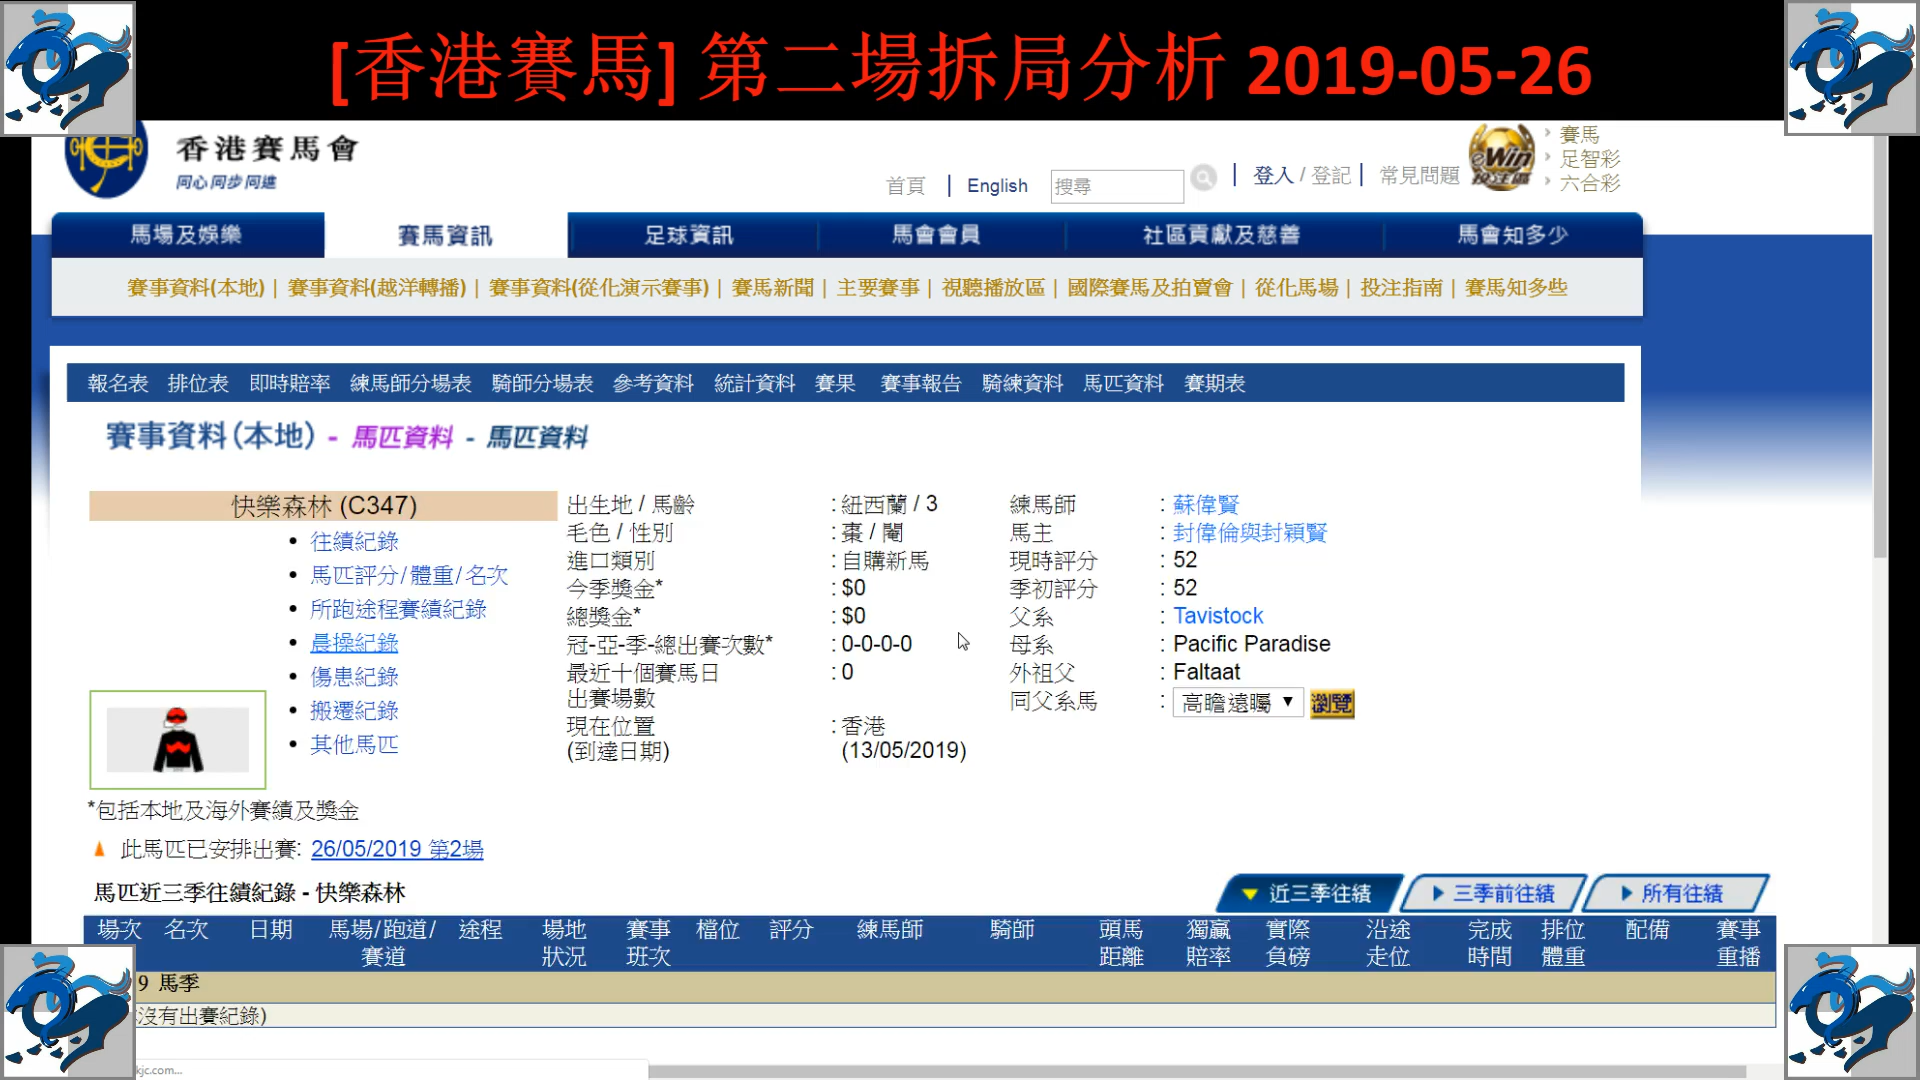 [香港賽馬] 第二場拆局分析 2019-05-26
香港賽馬會
同心同步同進
首頁 | English 搜尋 | 登入 / 登記 | 常見問題
eWin 投注區
賽馬
足智彩
六合彩
馬場及娛樂 賽馬資訊 足球資訊 馬會會員 社區貢獻及慈善 馬會知多少
賽事資料(本地) | 賽事資料(越洋轉播) | 賽事資料(從化演示賽事) | 賽馬新聞 | 主要賽事 | 視聽播放區 | 國際賽馬及拍賣會 | 從化馬場 | 投注指南 | 賽馬知多些
報名表 排位表 即時賠率 練馬師分場表 騎師分場表 參考資料 統計資料 賽果 賽事報告 騎練資料 馬匹資料 賽期表
賽事資料(本地) - 馬匹資料 - 馬匹資料
快樂森林 (C347)
• 往績紀錄
• 馬匹評分/體重/名次
• 所跑途程賽績紀錄
• 晨操紀錄
• 傷患紀錄
• 搬遷紀錄
• 其他馬匹
出生地 / 馬齡 : 紐西蘭 / 3
毛色 / 性別 : 棗 / 閹
進口類別 : 自購新馬
今季獎金* : $0
總獎金* : $0
冠-亞-季-總出賽次數* : 0-0-0-0
最近十個賽馬日 : 0
出賽場數
現在位置 : 香港
(到達日期) (13/05/2019)
練馬師 : 蘇偉賢
馬主 : 封偉倫與封穎賢
現時評分 : 52
季初評分 : 52
父系 : Tavistock
母系 : Pacific Paradise
外祖父 : Faltaat
同父系馬 : 高瞻遠矚 ▼ 瀏覽
*包括本地及海外賽績及獎金
此馬匹已安排出賽: 26/05/2019 第2場
馬匹近三季往績紀錄 - 快樂森林
近三季往績 三季前往績 所有往績
場次 名次 日期 馬場/跑道/ 途程 場地 賽事 檔位 評分 練馬師 騎師 頭馬 獨贏 實際 沿途 完成 排位 配備 賽事
賽道 狀況 班次 距離 賠率 負磅 走位 時間 體重 重播
9 馬季
沒有出賽紀錄)
kjc.com...